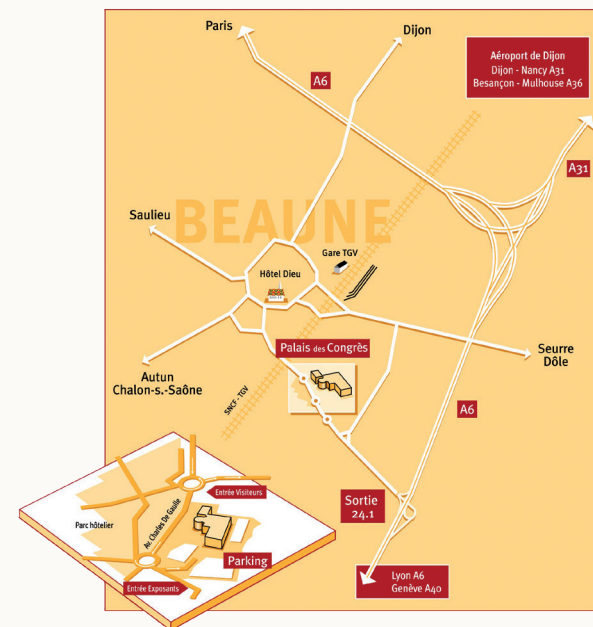 Paris
Dijon
Aéroport de Dijon
Dijon - Nancy A31
Besançon - Mulhouse A36
A6
A31
BEAUNE
Saulieu
Gare TGV
Hôtel Dieu
Palais des Congrès
Seurre
Dôle
Autun
Chalon-s.-Saône
SNCF - TGV
A6
Entrée Visiteurs
Parc hôtelier
Av. Charles De Gaulle
Parking
Entrée Exposants
Sortie
24.1
Lyon A6
Genève A40